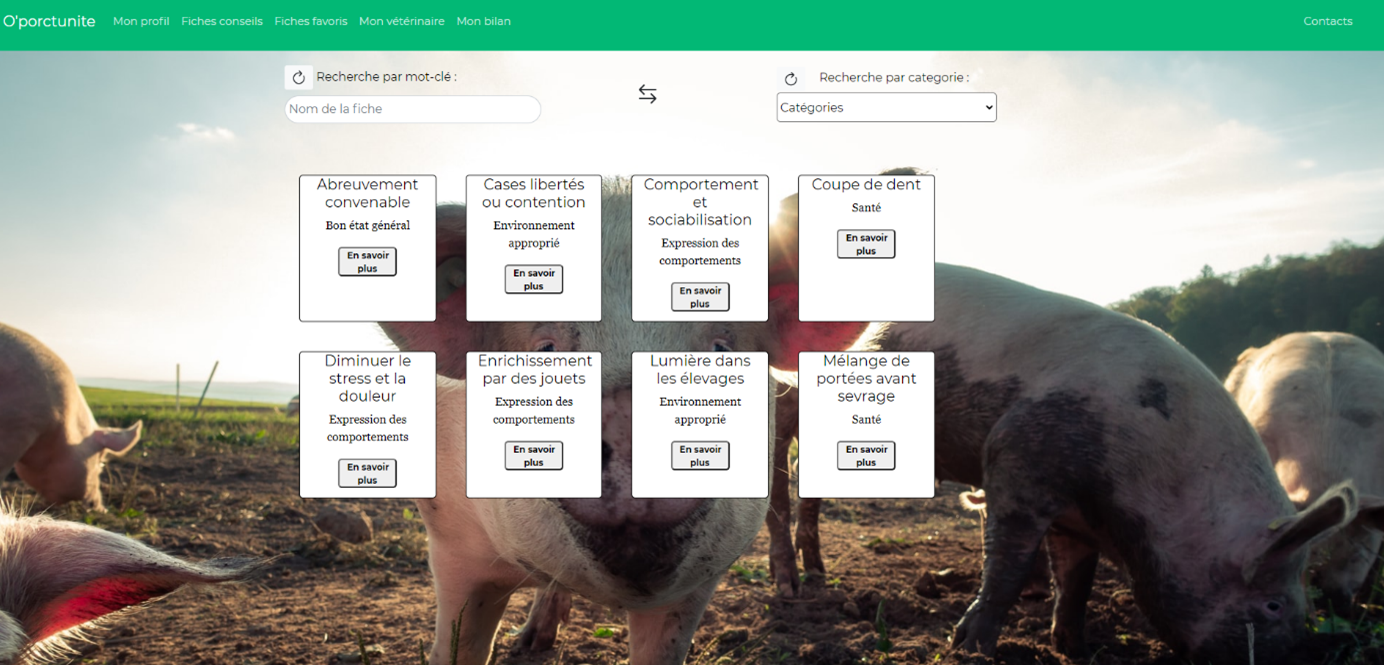 O'porctunite Mon profil Fiches conseils Fiches favoris Mon vétérinaire Mon bilan Contacts
Recherche par mot-clé :
Nom de la fiche
Recherche par categorie :
Catégories
Abreuvement
convenable
Bon état général
En savoir
plus
Cases libertés
ou contention
Environnement
approprié
En savoir
plus
Comportement
et
sociabilisation
Expression des
comportements
En savoir
plus
Coupe de dent
Santé
En savoir
plus
Diminuer le
stress et la
douleur
Expression des
comportements
En savoir
plus
Enrichissement
par des jouets
Expression des
comportements
En savoir
plus
Lumière dans
les élevages
Environnement
approprié
En savoir
plus
Mélange de
portées avant
sevrage
Santé
En savoir
plus